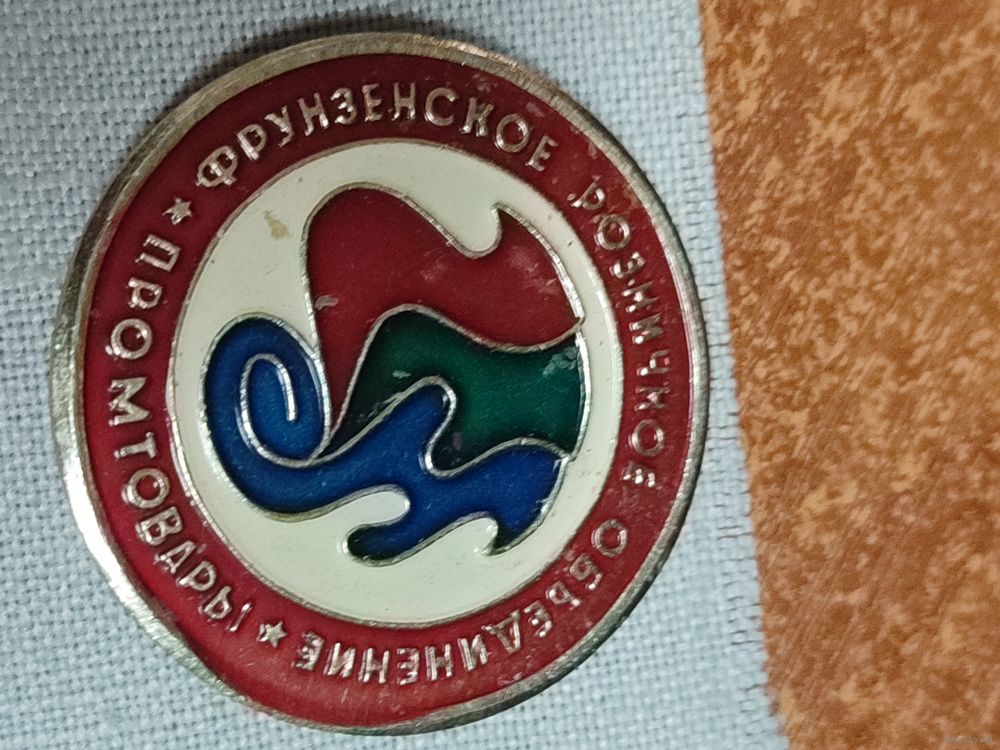 ФРУНЗЕНСКОЕ РОЗНИЧНОЕ ОБЪЕДИНЕНИЕ
★ ПРОМТОВАРЫ ★